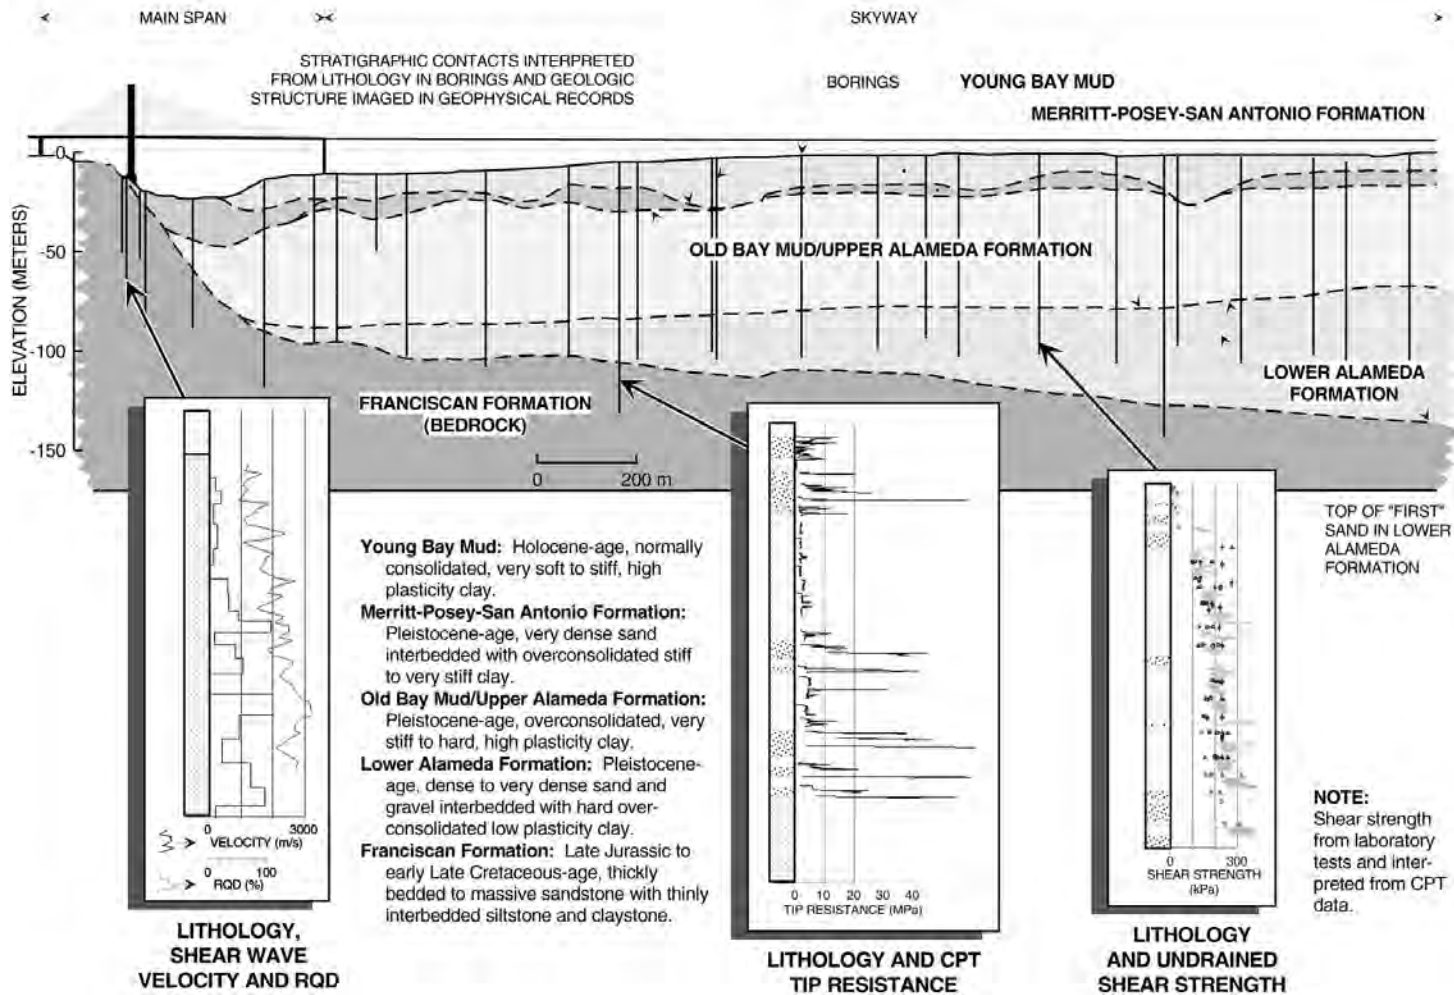 MAIN SPAN
SKYWAY
STRATIGRAPHIC CONTACTS INTERPRETED
FROM LITHOLOGY IN BORINGS AND GEOLOGIC
STRUCTURE IMAGED IN GEOPHYSICAL RECORDS
BORINGS
YOUNG BAY MUD
MERRITT-POSEY-SAN ANTONIO FORMATION
ELEVATION (METERS)
0
-50
-100
-150
OLD BAY MUD/UPPER ALAMEDA FORMATION
LOWER ALAMEDA
FORMATION
FRANCISCAN FORMATION
(BEDROCK)
0 200 m
TOP OF "FIRST"
SAND IN LOWER
ALAMEDA
FORMATION
Young Bay Mud: Holocene-age, normally
consolidated, very soft to stiff, high
plasticity clay.
Merritt-Posey-San Antonio Formation:
Pleistocene-age, very dense sand
interbedded with overconsolidated stiff
to very stiff clay.
Old Bay Mud/Upper Alameda Formation:
Pleistocene-age, overconsolidated, very
stiff to hard, high plasticity clay.
Lower Alameda Formation: Pleistocene-
age, dense to very dense sand and
gravel interbedded with hard over-
consolidated low plasticity clay.
Franciscan Formation: Late Jurassic to
early Late Cretaceous-age, thickly
bedded to massive sandstone with thinly
interbedded siltstone and claystone.
0 3000
VELOCITY (m/s)
0 100
RQD (%)
LITHOLOGY,
SHEAR WAVE
VELOCITY AND RQD
0 10 20 30 40
TIP RESISTANCE (MPa)
LITHOLOGY AND CPT
TIP RESISTANCE
0 300
SHEAR STRENGTH
(kPa)
LITHOLOGY
AND UNDRAINED
SHEAR STRENGTH
NOTE:
Shear strength
from laboratory
tests and inter-
preted from CPT
data.